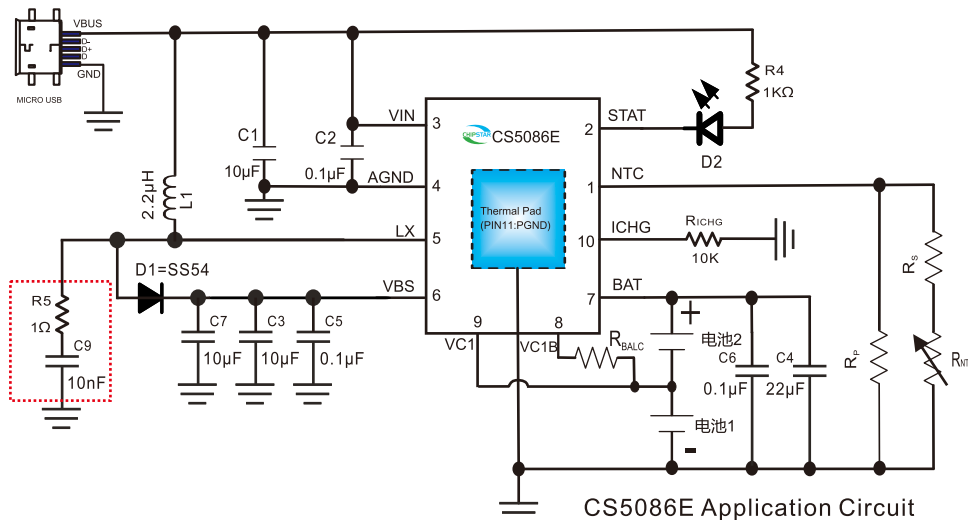 VBUS
D-
D+
D
GND
MICRO USB
2.2μH
L1
C1
10μF
C2
0.1μF
VIN
3
AGND
4
LX
5
VBS
6
CHIPSTAR
CS5086E
Thermal Pad
(PIN11:PGND)
STAT
2
NTC
1
ICHG
10
BAT
7
9
VC1
8
VC1B
R4
1KΩ
D2
RICHG
10K
RS
RP
RNT
D1=SS54
R5
1Ω
C9
10nF
C7
10μF
C3
10μF
C5
0.1μF
RBALC
+
电池2
电池1
-
C6
0.1μF
C4
22μF
CS5086E Application Circuit